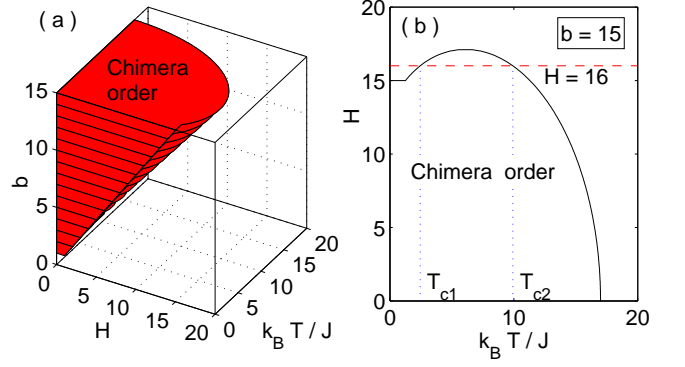 ( a )
Chimera
order
b
15
10
5
0
0
5
10
15
20
H
0
5
10
15
20
k_B T / J
( b )
b = 15
H = 16
H
20
15
10
5
0
Chimera order
T_c1
T_c2
0
10
20
k_B T / J